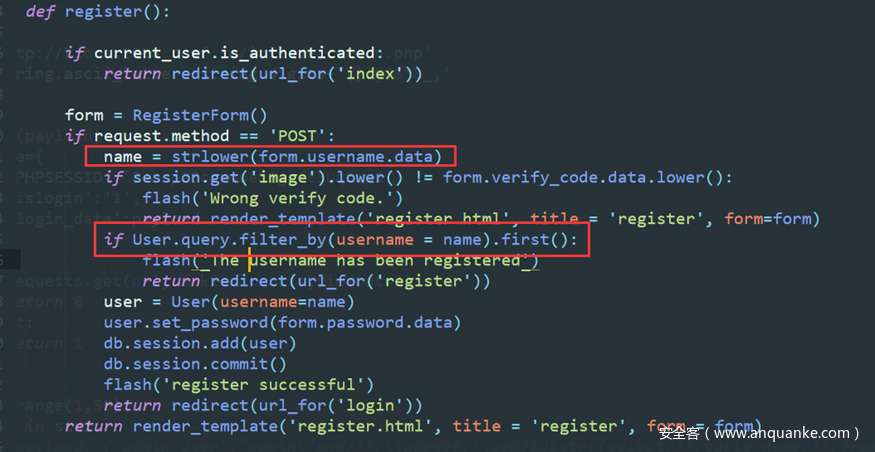 def register():
if current_user.is_authenticated:
return redirect(url_for('index'))
form = RegisterForm()
if request.method == 'POST':
name = strlower(form.username.data)
if session.get('image').lower() != form.verify_code.data.lower():
flash('Wrong verify code.')
return render_template('register.html', title = 'register', form=form)
if User.query.filter_by(username = name).first():
flash('The username has been registered')
return redirect(url_for('register'))
user = User(username=name)
user.set_password(form.password.data)
db.session.add(user)
db.session.commit()
flash('register successful')
return redirect(url_for('login'))
return render_template('register.html', title = 'register', form = form)
安全客(www.anquanke.com)